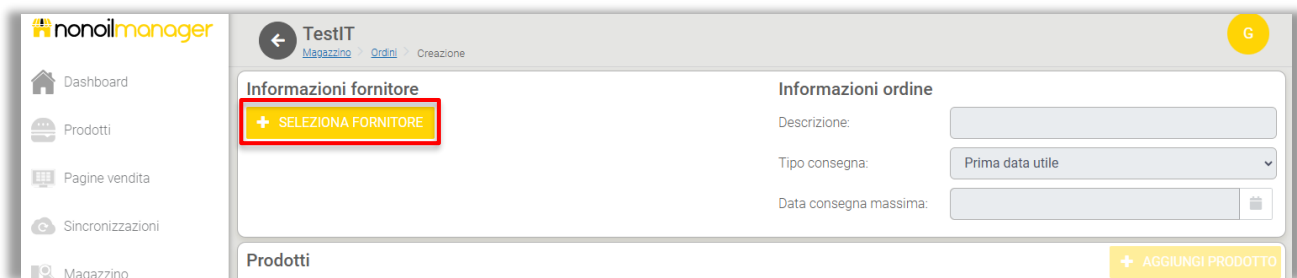 nonoilmanager
TestIT
G
Magazzino > Ordini > Creazione
Dashboard
Prodotti
Pagine vendita
Sincronizzazioni
Magazzino
Informazioni fornitore
+ SELEZIONA FORNITORE
Informazioni ordine
Descrizione:
Tipo consegna: Prima data utile
Data consegna massima:
Prodotti
+ AGGIUNGI PRODOTTO